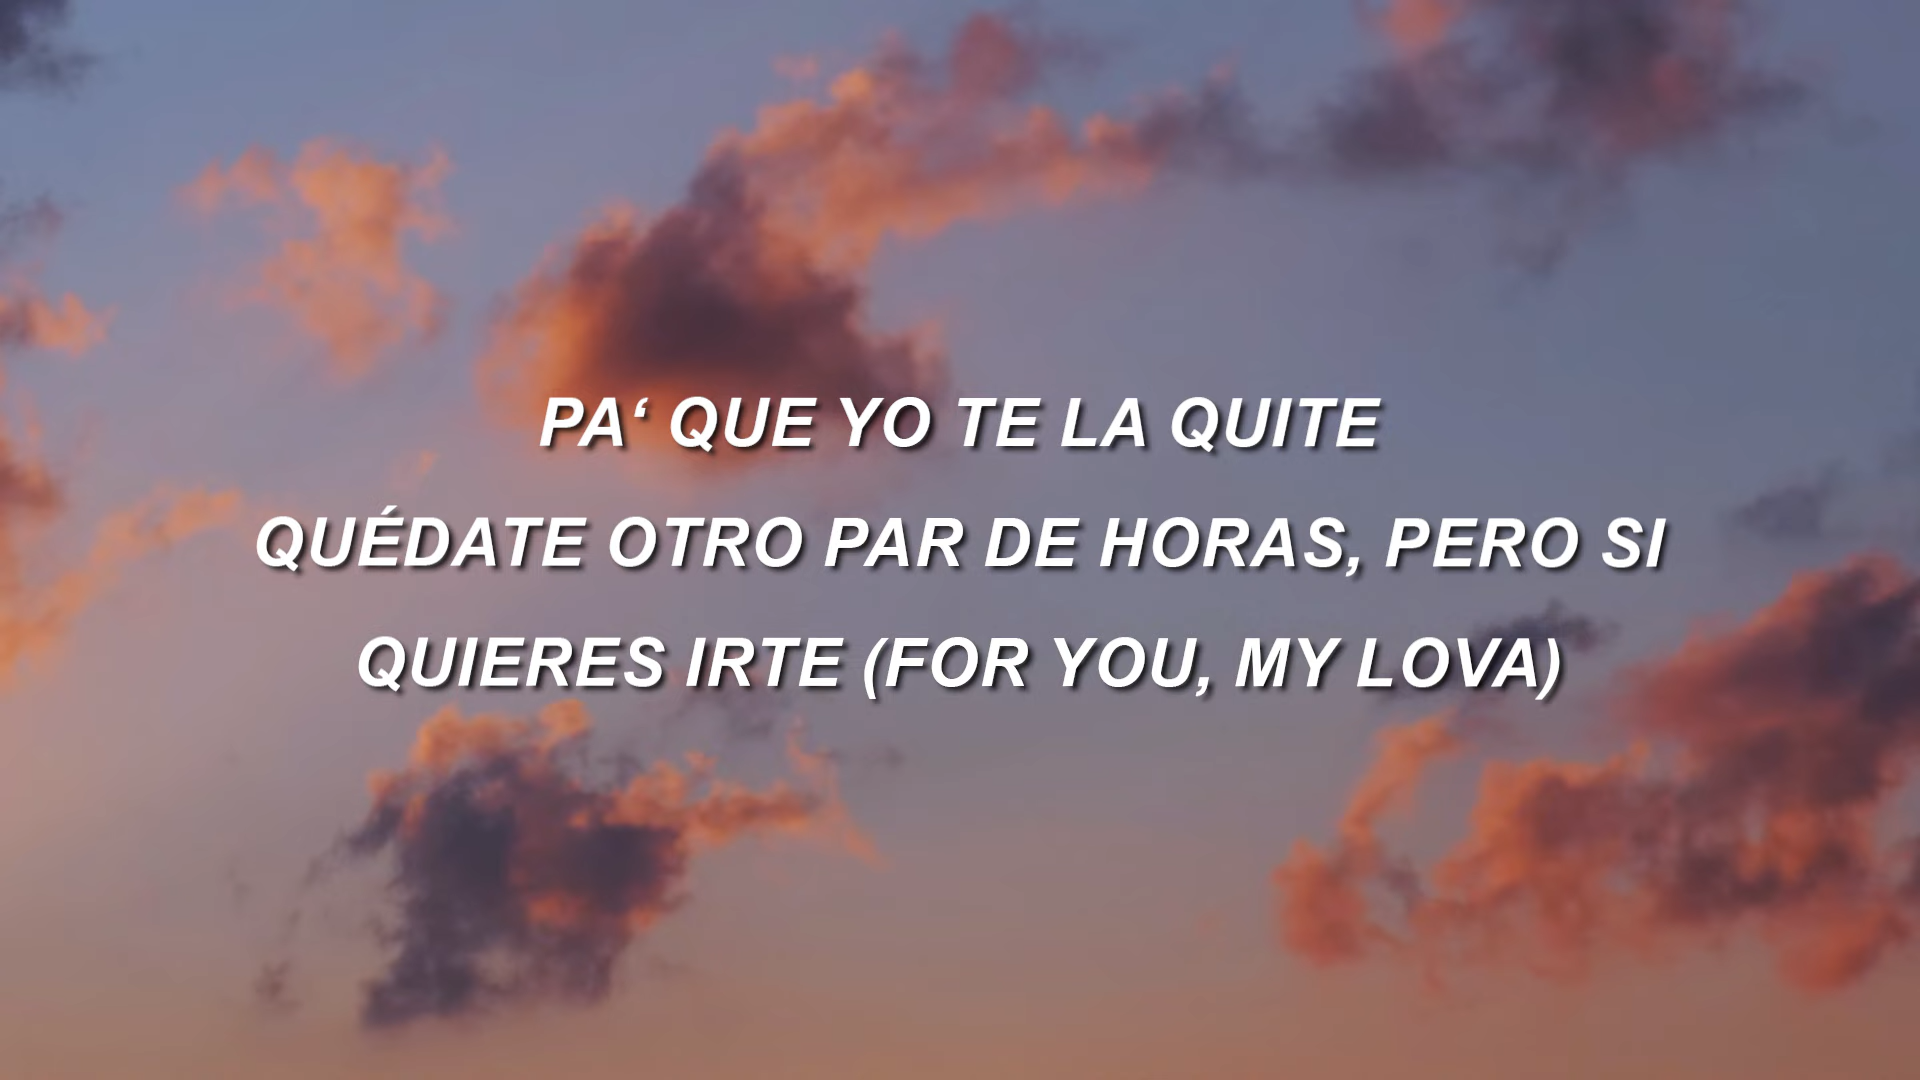 PA‘ QUE YO TE LA QUITE
QUÉDATE OTRO PAR DE HORAS, PERO SI
QUIERES IRTE (FOR YOU, MY LOVA)